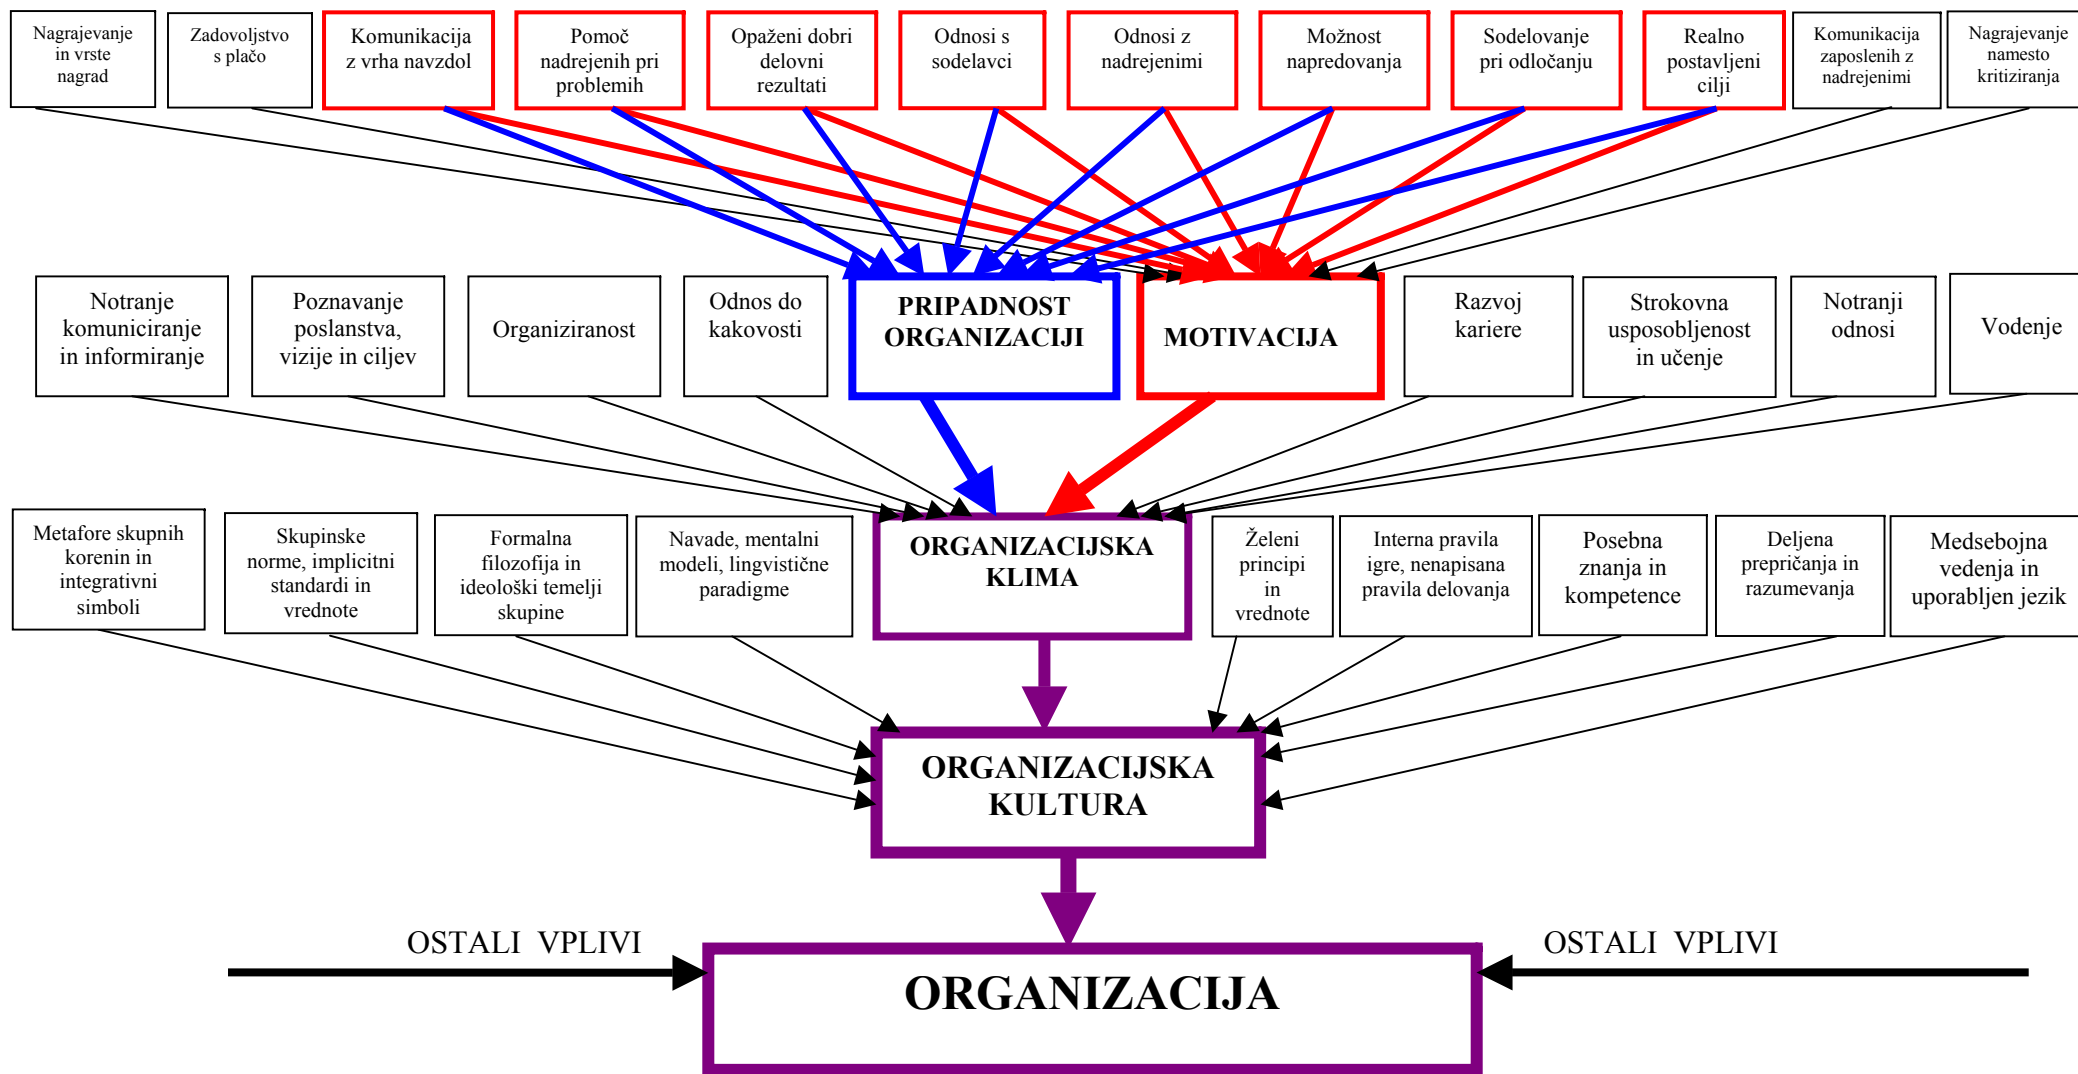 Nagrajevanje
in vrste
nagrad
Zadovoljstvo
s plačo
Komunikacija
z vrha navzdol
Pomoč
nadrejenih pri
problemih
Opaženi dobri
delovni
rezultati
Odnosi s
sodelavci
Odnosi z
nadrejenimi
Možnost
napredovanja
Sodelovanje
pri odločanju
Realno
postavljeni
cilji
Komunikacija
zaposlenih z
nadrejenimi
Nagrajevanje
namesto
kritiziranja
Notranje
komuniciranje
in informiranje
Poznavanje
poslanstva,
vizije in ciljev
Organiziranost
Odnos do
kakovosti
PRIPADNOST
ORGANIZACIJI
MOTIVACIJA
Razvoj
kariere
Strokovna
usposobljenost
in učenje
Notranji
odnosi
Vodenje
Metafore skupnih
korenin in
integrativni
simboli
Skupinske
norme, implicitni
standardi in
vrednote
Formalna
filozofija in
ideološki temelji
skupine
Navade, mentalni
modeli, lingvistične
paradigme
ORGANIZACIJSKA
KLIMA
Želeni
principi
in
vrednote
Interna pravila
igre, nenapisana
pravila delovanja
Posebna
znanja in
kompetence
Deljena
prepričanja in
razumevanja
Medsebojna
vedenja in
uporabljen jezik
ORGANIZACIJSKA
KULTURA
OSTALI VPLIVI
OSTALI VPLIVI
ORGANIZACIJA